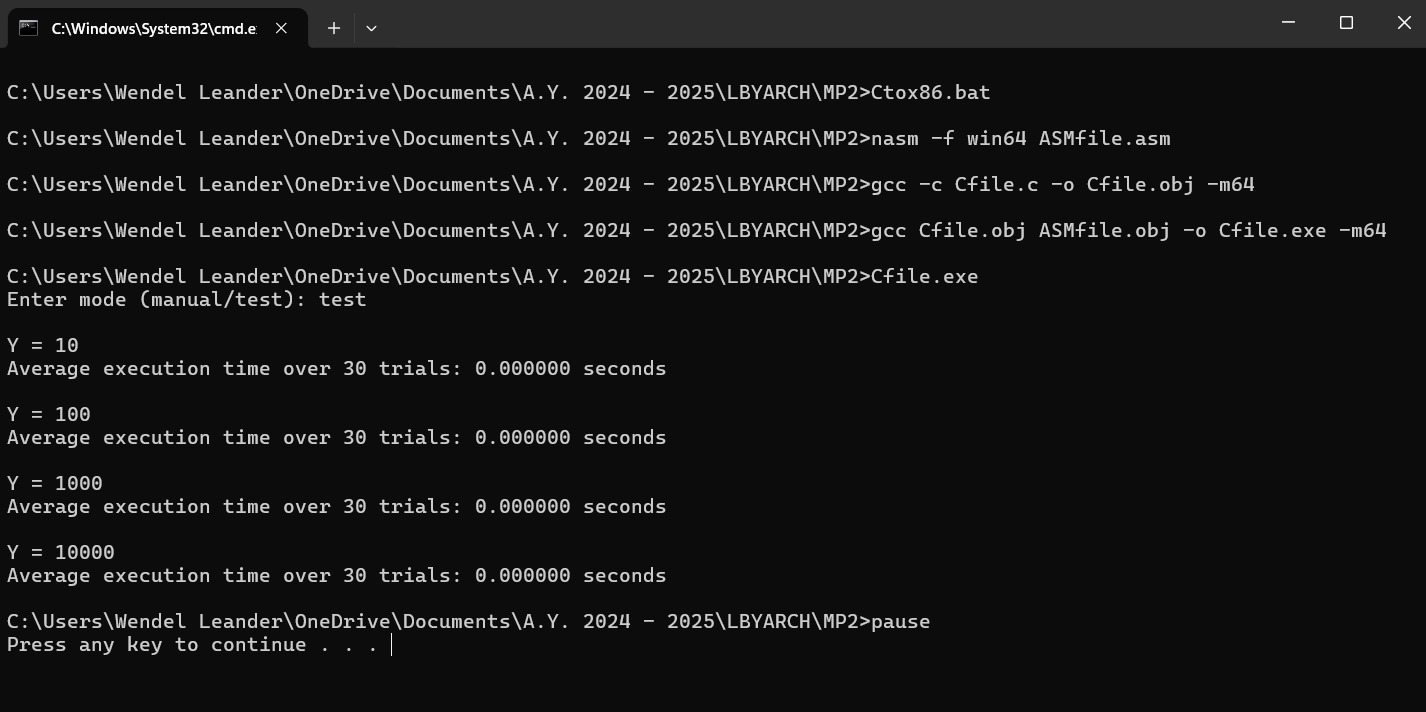 C:\Windows\System32\cmd.e
C:\Users\Wendel Leander\OneDrive\Documents\A.Y. 2024 - 2025\LBYARCH\MP2>Ctox86.bat
C:\Users\Wendel Leander\OneDrive\Documents\A.Y. 2024 - 2025\LBYARCH\MP2>nasm -f win64 ASMfile.asm
C:\Users\Wendel Leander\OneDrive\Documents\A.Y. 2024 - 2025\LBYARCH\MP2>gcc -c Cfile.c -o Cfile.obj -m64
C:\Users\Wendel Leander\OneDrive\Documents\A.Y. 2024 - 2025\LBYARCH\MP2>gcc Cfile.obj ASMfile.obj -o Cfile.exe -m64
C:\Users\Wendel Leander\OneDrive\Documents\A.Y. 2024 - 2025\LBYARCH\MP2>Cfile.exe
Enter mode (manual/test): test
Y = 10
Average execution time over 30 trials: 0.000000 seconds
Y = 100
Average execution time over 30 trials: 0.000000 seconds
Y = 1000
Average execution time over 30 trials: 0.000000 seconds
Y = 10000
Average execution time over 30 trials: 0.000000 seconds
C:\Users\Wendel Leander\OneDrive\Documents\A.Y. 2024 - 2025\LBYARCH\MP2>pause
Press any key to continue . . .